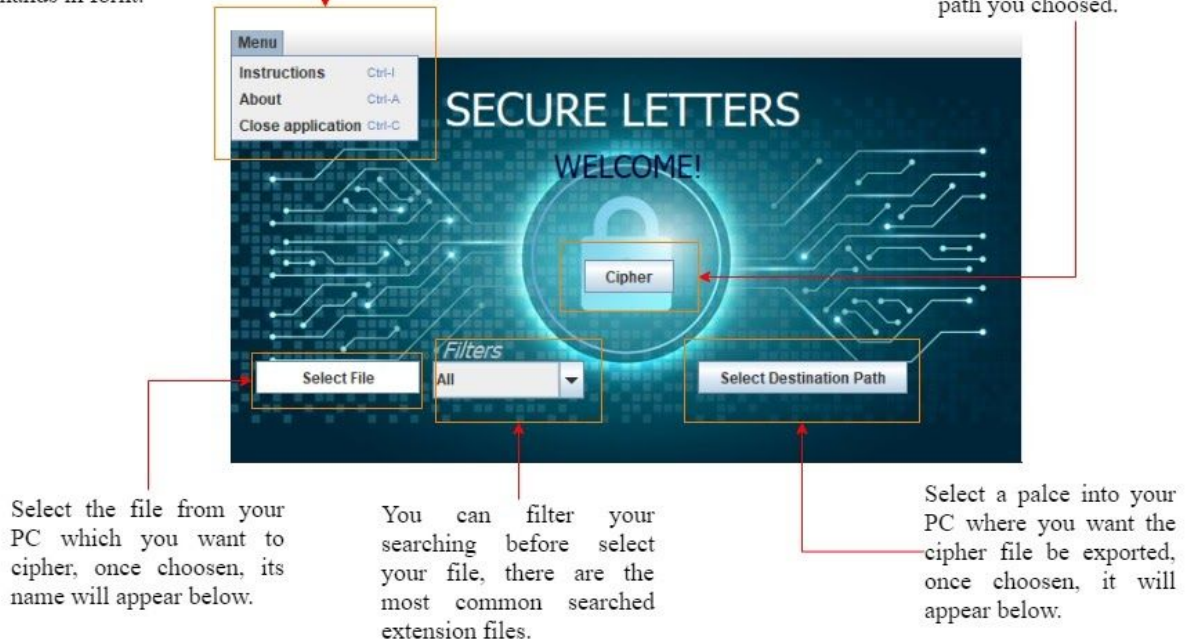 path you choosed.
Menu
Instructions Ctrl-I
About Ctrl-A
Close application Ctrl-C
SECURE LETTERS
WELCOME!
Cipher
Filters
Select File
All
Select Destination Path
Select the file from your
PC which you want to
cipher, once choosen, its
name will appear below.
You can filter your
searching before select
your file, there are the
most common searched
extension files.
Select a palce into your
PC where you want the
cipher file be exported,
once choosen, it will
appear below.